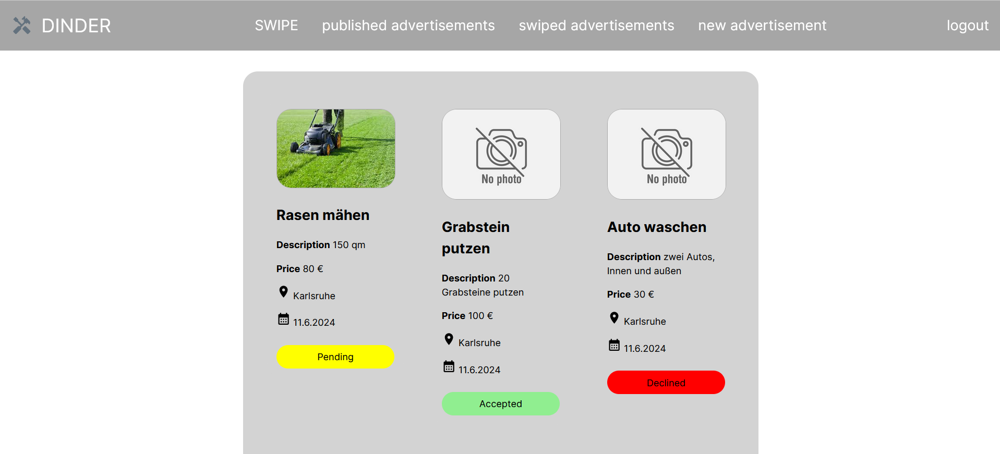 DINDER
SWIPE
published advertisements
swiped advertisements
new advertisement
logout
Rasen mähen
Description 150 qm
Price 80 €
Karlsruhe
11.6.2024
Pending
No photo
Grabstein
putzen
Description 20
Grabsteine putzen
Price 100 €
Karlsruhe
11.6.2024
Accepted
No photo
Auto waschen
Description zwei Autos,
Innen und außen
Price 30 €
Karlsruhe
11.6.2024
Declined